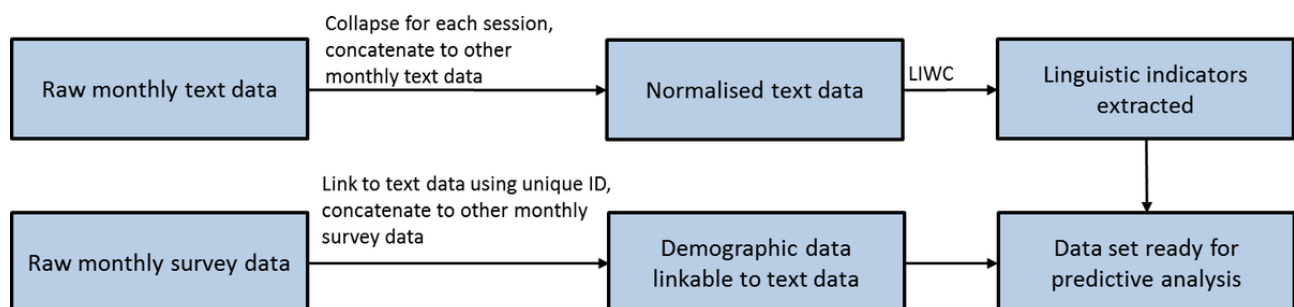 Collapse for each session,
concatenate to other
monthly text data
Raw monthly text data
Normalised text data
LIWC
Linguistic indicators
extracted
Link to text data using unique ID,
concatenate to other monthly
survey data
Raw monthly survey data
Demographic data
linkable to text data
Data set ready for
predictive analysis